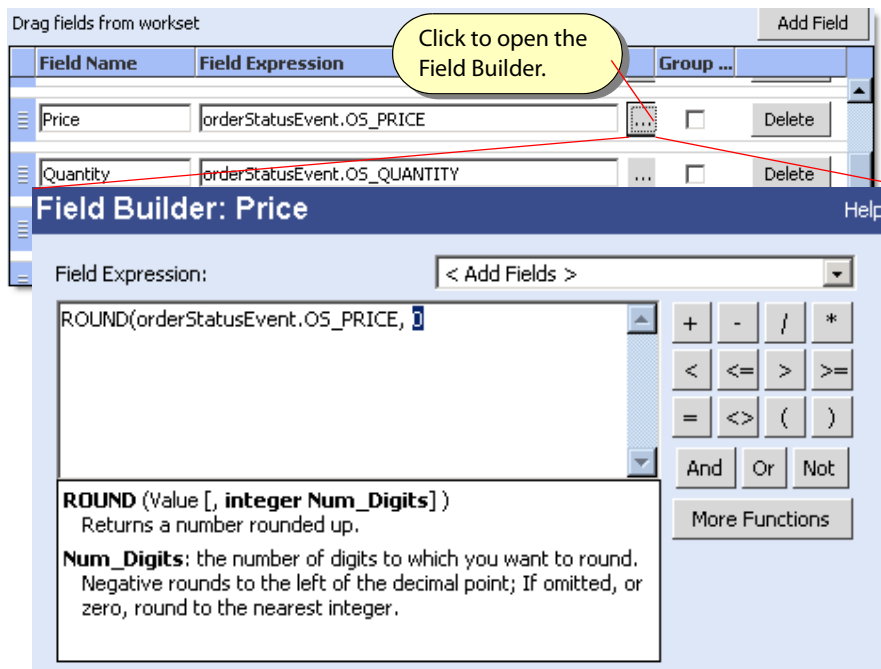 Drag fields from workset
Add Field
Click to open the
Field Builder.
Field Name Field Expression Group ...
Price orderStatusEvent.OS_PRICE ... Delete
Quantity orderStatusEvent.OS_QUANTITY ... Delete
Field Builder: Price Help
Field Expression: < Add Fields >
ROUND(orderStatusEvent.OS_PRICE, 0
+ - / *
< <= > >=
= <> ( )
And Or Not
More Functions
ROUND (Value [, integer Num_Digits] )
Returns a number rounded up.
Num_Digits: the number of digits to which you want to round.
Negative rounds to the left of the decimal point; If omitted, or
zero, round to the nearest integer.